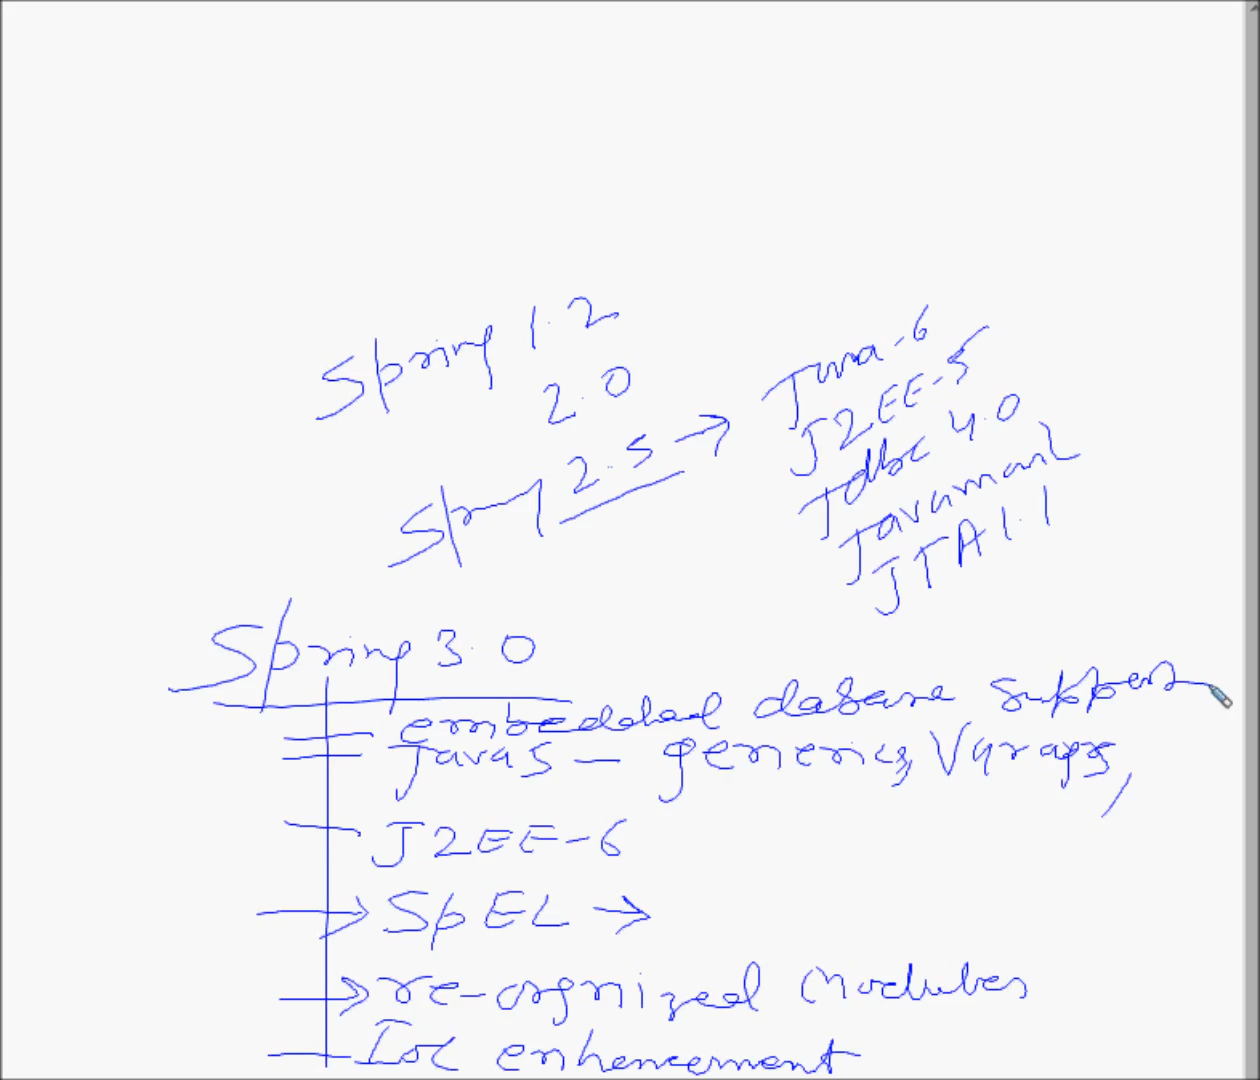 Spring 1.2
2.0
Spring 2.5 →
Java-6
J2EE-5
Jdbc 4.0
Javamail
JTA 1.1
Spring 3.0
embedded database support
Java5 - generics, Varargs,
J2EE-6
→ SpEL →
→ re-orgnized modules
IoC enhancement